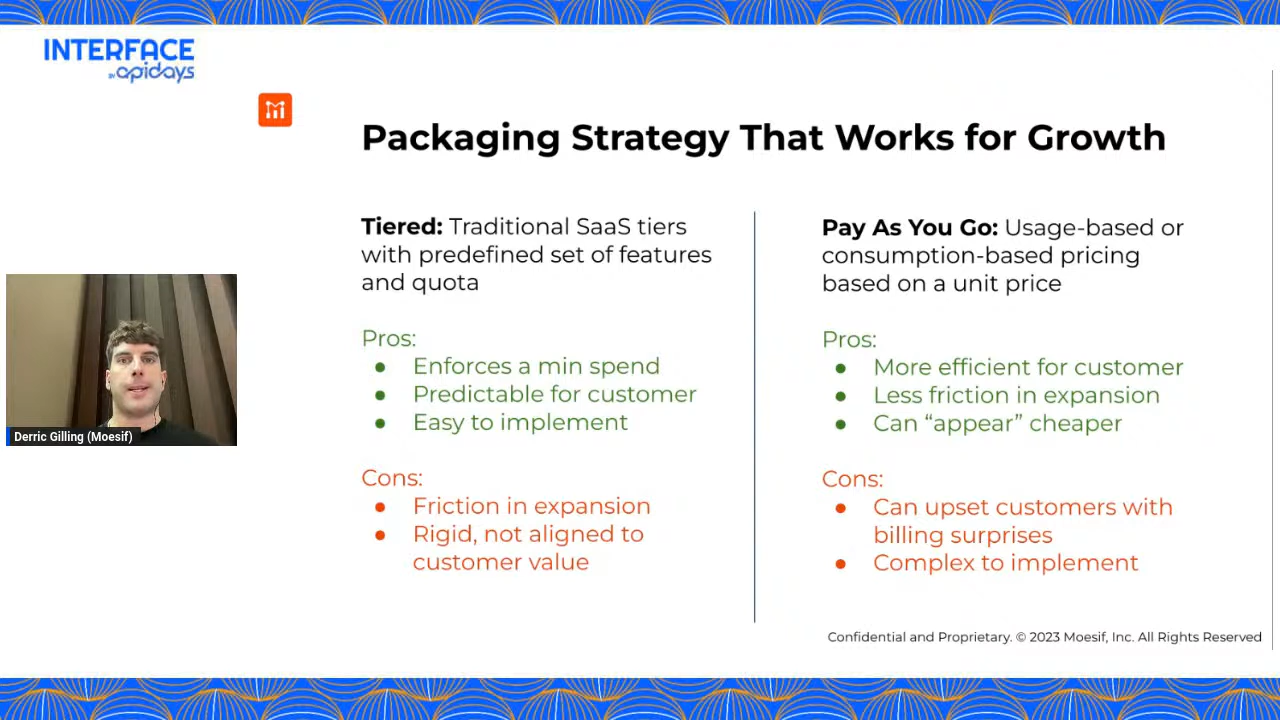 INTERFACE
BY apidays
Packaging Strategy That Works for Growth
Tiered: Traditional SaaS tiers
with predefined set of features
and quota
Pros:
● Enforces a min spend
● Predictable for customer
● Easy to implement
Cons:
● Friction in expansion
● Rigid, not aligned to
customer value
Pay As You Go: Usage-based or
consumption-based pricing
based on a unit price
Pros:
● More efficient for customer
● Less friction in expansion
● Can “appear” cheaper
Cons:
● Can upset customers with
billing surprises
● Complex to implement
Derric Gilling (Moesif)
Confidential and Proprietary. © 2023 Moesif, Inc. All Rights Reserved